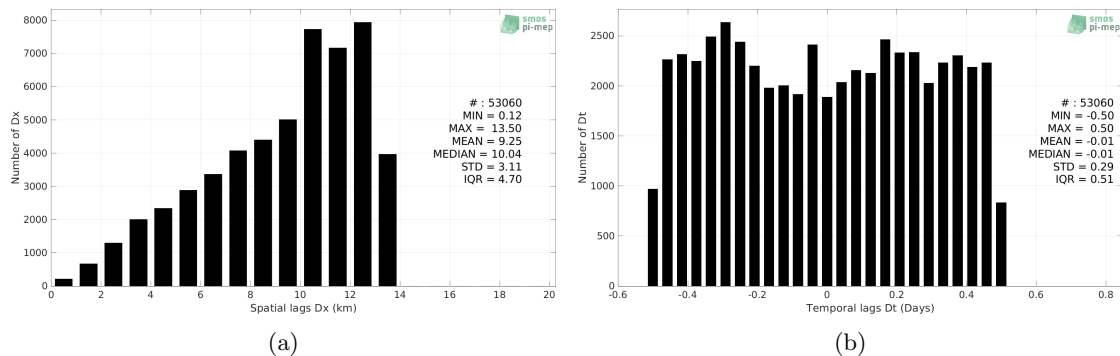 8000
7000
6000
5000
4000
3000
2000
1000
0
Number of Dx
0 2 4 6 8 10 12 14 16 18 20
Spatial lags Dx (km)
smos
pi-mep
# : 53060
MIN = 0.12
MAX = 13.50
MEAN = 9.25
MEDIAN = 10.04
STD = 3.11
IQR = 4.70
(a)
2500
2000
1500
1000
500
0
Number of Dt
-0.6 -0.4 -0.2 0 0.2 0.4 0.6 0.8
Temporal lags Dt (Days)
smos
pi-mep
# : 53060
MIN = -0.50
MAX = 0.50
MEAN = -0.01
MEDIAN = -0.01
STD = 0.29
IQR = 0.51
(b)